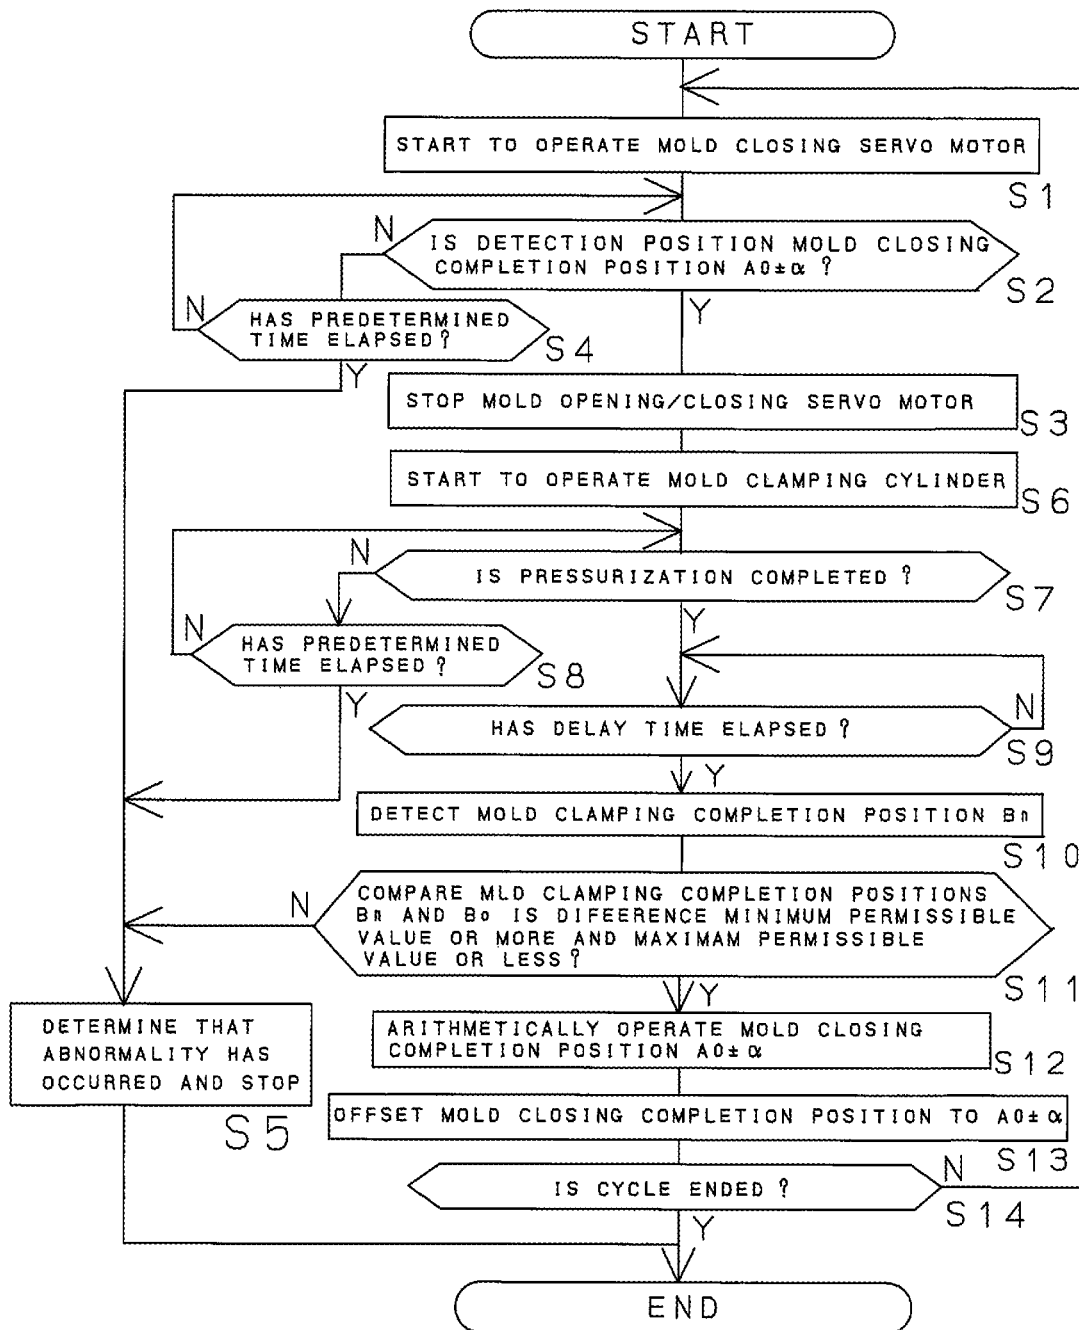 START
START TO OPERATE MOLD CLOSING SERVO MOTOR
S1
N
IS DETECTION POSITION MOLD CLOSING
COMPLETION POSITION A0±α ?
S2
Y
N
HAS PREDETERMINED
TIME ELAPSED?
S4
Y
STOP MOLD OPENING/CLOSING SERVO MOTOR
S3
START TO OPERATE MOLD CLAMPING CYLINDER
S6
N
IS PRESSURIZATION COMPLETED ?
S7
Y
N
HAS PREDETERMINED
TIME ELAPSED?
S8
Y
HAS DELAY TIME ELAPSED ?
N
S9
Y
DETECT MOLD CLAMPING COMPLETION POSITION Bn
S10
N
COMPARE MLD CLAMPING COMPLETION POSITIONS
Bn AND Bo IS DIFEERENCE MINIMUM PERMISSIBLE
VALUE OR MORE AND MAXIMAM PERMISSIBLE
VALUE OR LESS?
S11
Y
DETERMINE THAT
ABNORMALITY HAS
OCCURRED AND STOP
S5
ARITHMETICALLY OPERATE MOLD CLOSING
COMPLETION POSITION A0±α
S12
OFFSET MOLD CLOSING COMPLETION POSITION TO A0±α
S13
IS CYCLE ENDED ?
N
S14
Y
END